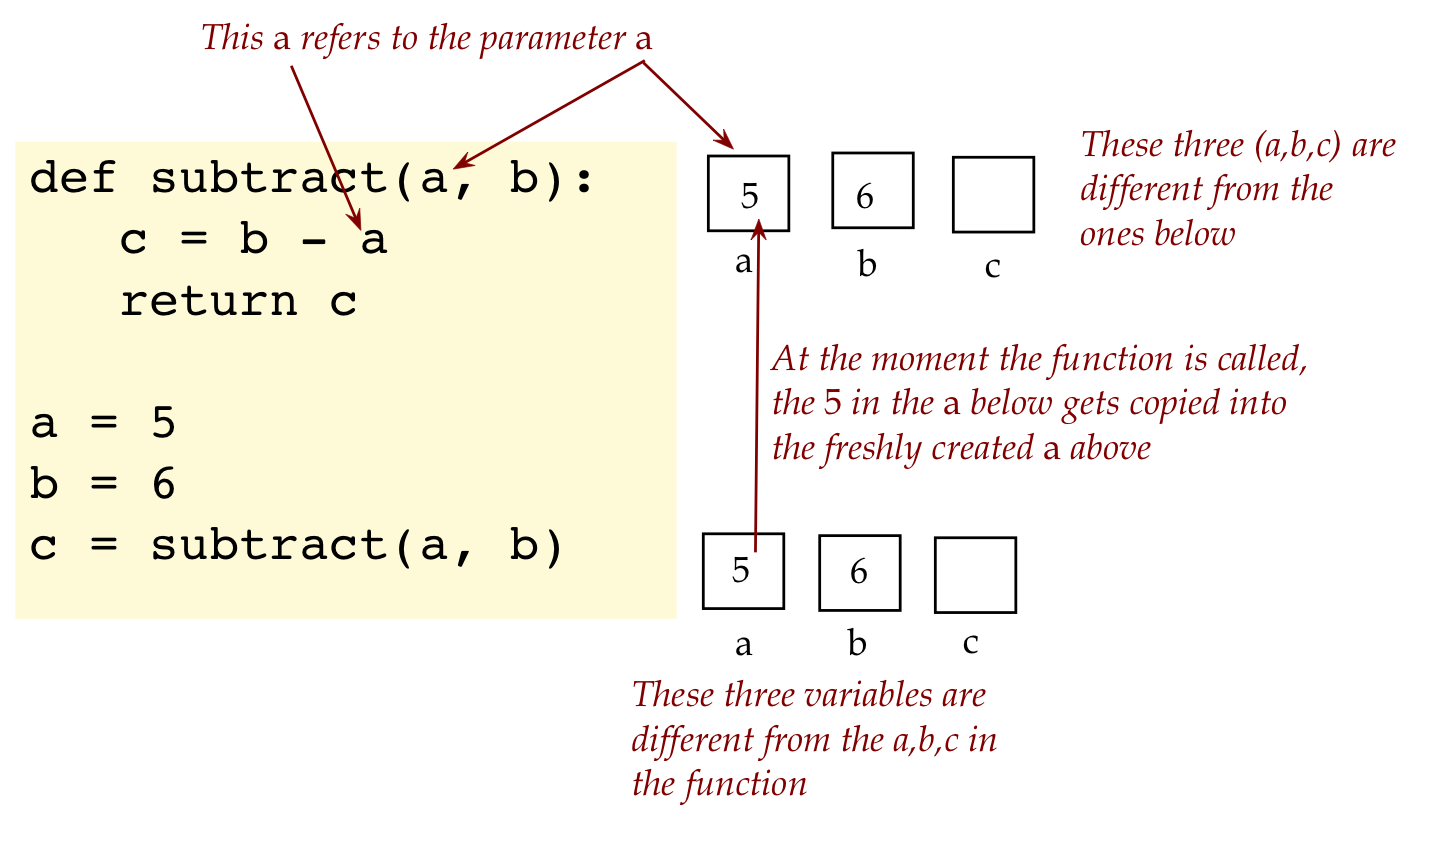 This a refers to the parameter a
def subtract(a, b):
c = b - a
return c
a = 5
b = 6
c = subtract(a, b)
5 6
a b c
These three (a,b,c) are
different from the
ones below
At the moment the function is called,
the 5 in the a below gets copied into
the freshly created a above
5 6
a b c
These three variables are
different from the a,b,c in
the function